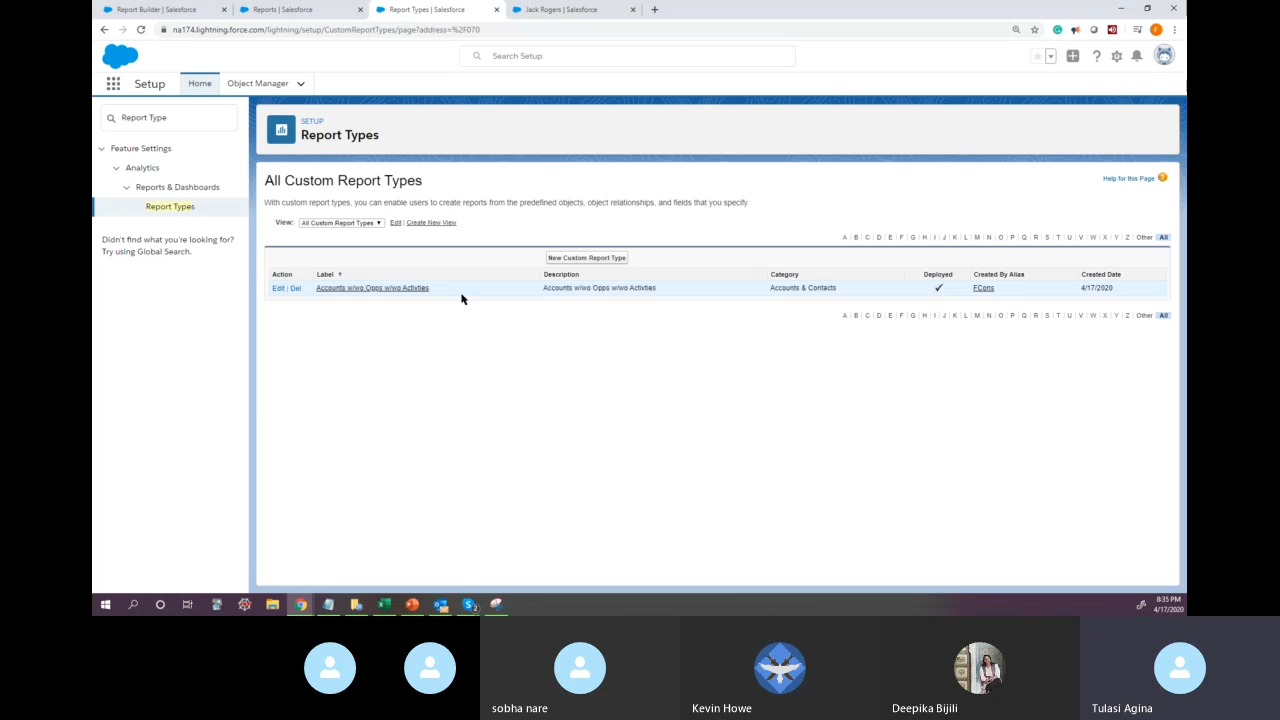 Report Builder | Salesforce
Reports | Salesforce
Report Types | Salesforce
Jack Rogers | Salesforce
na174.lightning.force.com/lightning/setup/CustomReportTypes/page?address=%2F070
F
Search Setup
Setup
Home
Object Manager
Report Type
Feature Settings
Analytics
Reports & Dashboards
Report Types
Didn't find what you're looking for?
Try using Global Search.
SETUP
Report Types
All Custom Report Types
Help for this Page
With custom report types, you can enable users to create reports from the predefined objects, object relationships, and fields that you specify.
View: All Custom Report Types Edit | Create New View
A | B | C | D | E | F | G | H | I | J | K | L | M | N | O | P | Q | R | S | T | U | V | W | X | Y | Z | Other All
New Custom Report Type
Action Label Description Category Deployed Created By Alias Created Date
Edit | Del Accounts w/wo Opps w/wo Activties Accounts w/wo Opps w/wo Activties Accounts & Contacts FCons 4/17/2020
A | B | C | D | E | F | G | H | I | J | K | L | M | N | O | P | Q | R | S | T | U | V | W | X | Y | Z | Other All
2
8:35 PM
4/17/2020
sobha nare
Kevin Howe
Deepika Bijili
Tulasi Agina